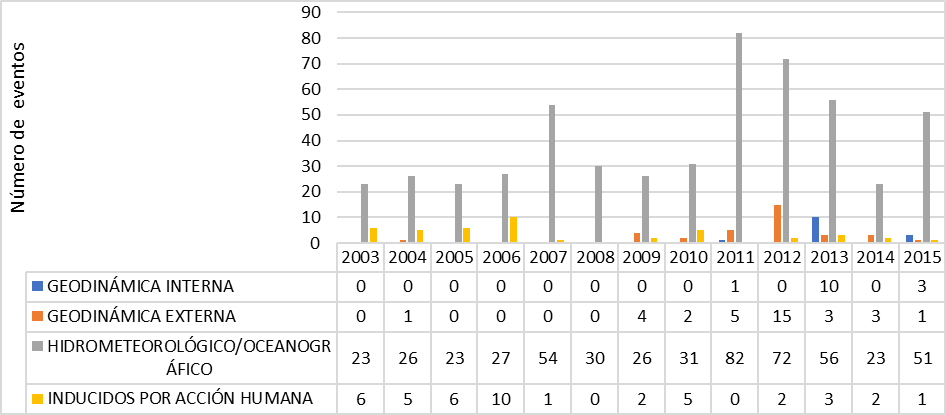 Número de eventos
90
80
70
60
50
40
30
20
10
0
2003 2004 2005 2006 2007 2008 2009 2010 2011 2012 2013 2014 2015
GEODINÁMICA INTERNA 0 0 0 0 0 0 0 0 1 0 10 0 3
GEODINÁMICA EXTERNA 0 1 0 0 0 0 4 2 5 15 3 3 1
HIDROMETEOROLÓGICO/OCEANOGR
ÁFICO 23 26 23 27 54 30 26 31 82 72 56 23 51
INDUCIDOS POR ACCIÓN HUMANA 6 5 6 10 1 0 2 5 0 2 3 2 1